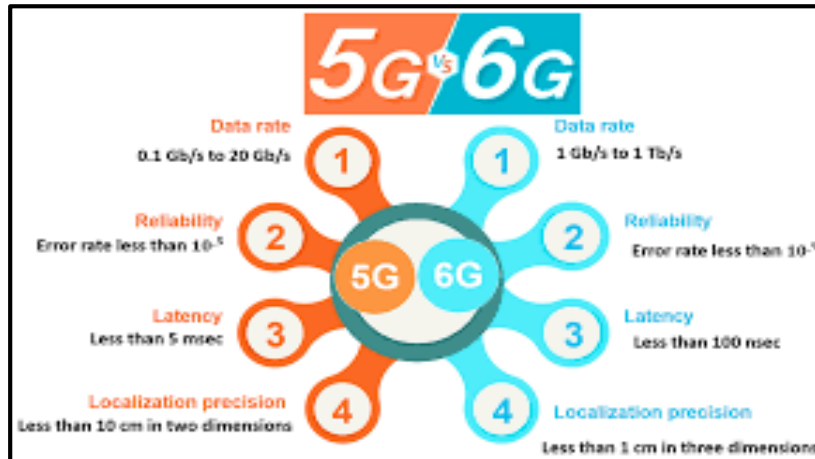 5G VS 6G
Data rate
0.1 Gb/s to 20 Gb/s
1
Reliability
Error rate less than 10⁻⁵
2
Latency
Less than 5 msec
3
Localization precision
Less than 10 cm in two dimensions
4
5G
6G
Data rate
1 Gb/s to 1 Tb/s
1
Reliability
Error rate less than
2
Latency
Less than 100 nsec
3
Localization precision
Less than 1 cm in three dimensions
4